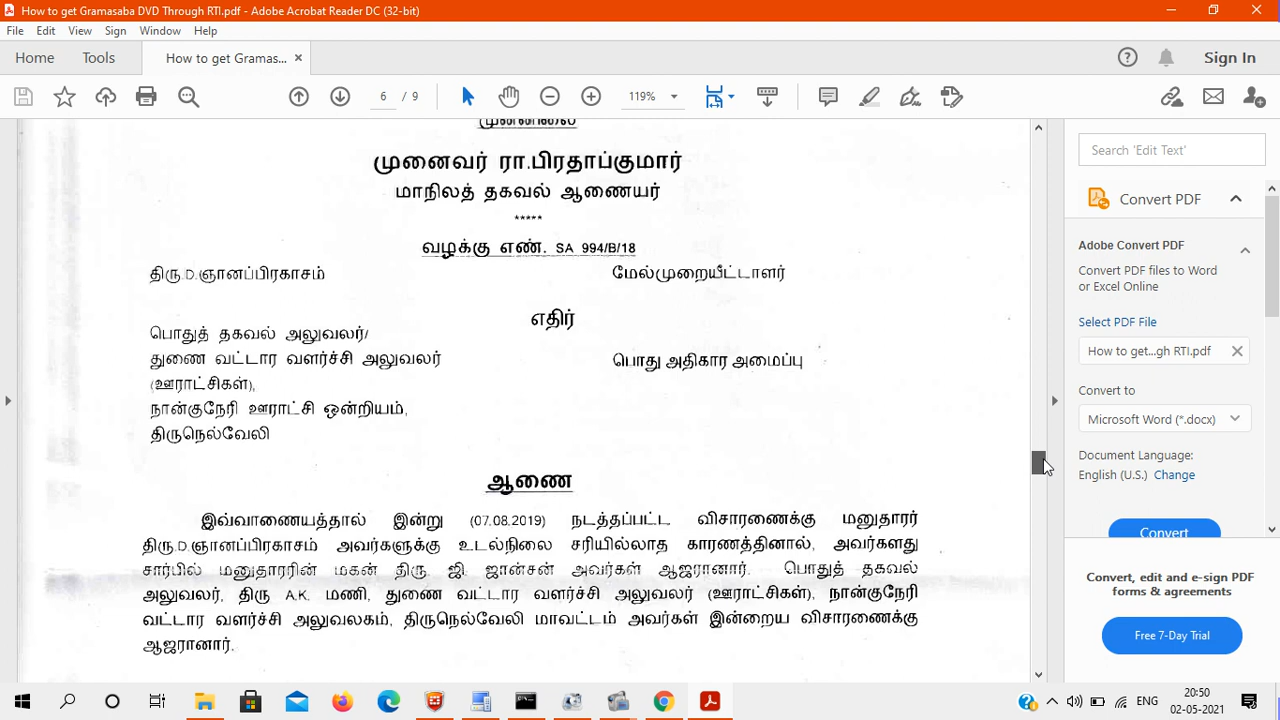 How to get Gramasaba DVD Through RTI.pdf - Adobe Acrobat Reader DC (32-bit)
File Edit View Sign Window Help
Home Tools How to get Gramas... × Sign In
6 / 9 119%
முன்னிலை
முனைவர் ரா.பிரதாப்குமார்
மாநிலத் தகவல் ஆணையர்
*****
வழக்கு எண். SA 994/B/18
திரு.D.ஞானப்பிரகாசம் மேல்முறையீட்டாளர்
எதிர்
பொதுத் தகவல் அலுவலர்/
துணை வட்டார வளர்ச்சி அலுவலர் பொது அதிகார அமைப்பு
(ஊராட்சிகள்),
நான்குநேரி ஊராட்சி ஒன்றியம்,
திருநெல்வேலி
ஆணை
இவ்வாணையத்தால் இன்று (07.08.2019) நடத்தப்பட்ட விசாரணைக்கு மனுதாரர்
திரு.D.ஞானப்பிரகாசம் அவர்களுக்கு உடல்நிலை சரியில்லாத காரணத்தினால், அவர்களது
சார்பில் மனுதாரரின் மகன் திரு. ஜி. ஜான்சன் அவர்கள் ஆஜரானார். பொதுத் தகவல்
அலுவலர், திரு A.K. மணி, துணை வட்டார வளர்ச்சி அலுவலர் (ஊராட்சிகள்), நான்குநேரி
வட்டார வளர்ச்சி அலுவலகம், திருநெல்வேலி மாவட்டம் அவர்கள் இன்றைய விசாரணைக்கு
ஆஜரானார்.
Search 'Edit Text'
Convert PDF
Adobe Convert PDF
Convert PDF files to Word
or Excel Online
Select PDF File
How to get...gh RTI.pdf
Convert to
Microsoft Word (*.docx)
Document Language:
English (U.S.) Change
Convert
Convert, edit and e-sign PDF
forms & agreements
Free 7-Day Trial
ENG
20:50
02-05-2021